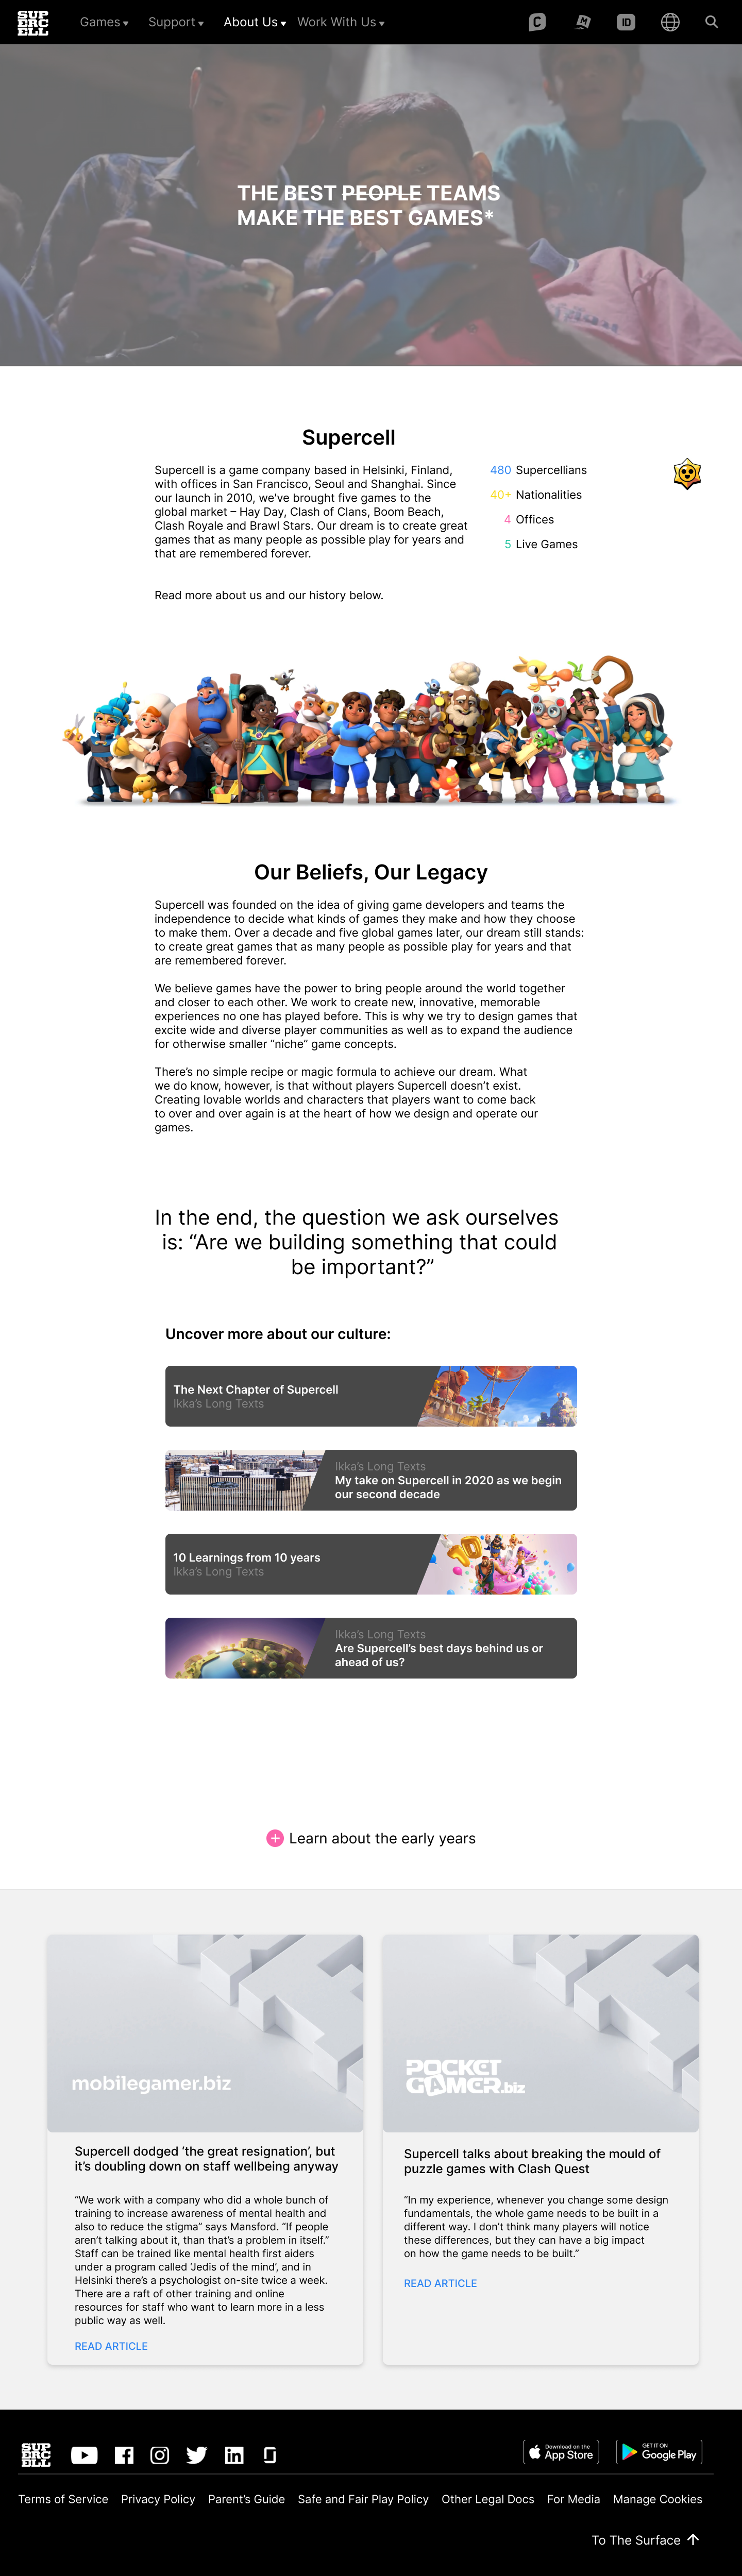 SUP
ERC
ELL
Games
Support
About Us
Work With Us
ID
THE BEST PEOPLE TEAMS
MAKE THE BEST GAMES*
Supercell
Supercell is a game company based in Helsinki, Finland,
with offices in San Francisco, Seoul and Shanghai. Since
our launch in 2010, we've brought five games to the
global market – Hay Day, Clash of Clans, Boom Beach,
Clash Royale and Brawl Stars. Our dream is to create great
games that as many people as possible play for years and
that are remembered forever.
Read more about us and our history below.
480 Supercellians
40+ Nationalities
4 Offices
5 Live Games
Our Beliefs, Our Legacy
Supercell was founded on the idea of giving game developers and teams the
independence to decide what kinds of games they make and how they choose
to make them. Over a decade and five global games later, our dream still stands:
to create great games that as many people as possible play for years and that
are remembered forever.
We believe games have the power to bring people around the world together
and closer to each other. We work to create new, innovative, memorable
experiences no one has played before. This is why we try to design games that
excite wide and diverse player communities as well as to expand the audience
for otherwise smaller “niche” game concepts.
There’s no simple recipe or magic formula to achieve our dream. What
we do know, however, is that without players Supercell doesn’t exist.
Creating lovable worlds and characters that players want to come back
to over and over again is at the heart of how we design and operate our
games.
In the end, the question we ask ourselves
is: “Are we building something that could
be important?”
Uncover more about our culture:
The Next Chapter of Supercell
Ikka’s Long Texts
Ikka’s Long Texts
My take on Supercell in 2020 as we begin
our second decade
10 Learnings from 10 years
Ikka’s Long Texts
10
Ikka’s Long Texts
Are Supercell’s best days behind us or
ahead of us?
Learn about the early years
mobilegamer.biz
Supercell dodged ‘the great resignation’, but
it’s doubling down on staff wellbeing anyway
“We work with a company who did a whole bunch of
training to increase awareness of mental health and
also to reduce the stigma” says Mansford. “If people
aren’t talking about it, than that’s a problem in itself.”
Staff can be trained like mental health first aiders
under a program called ‘Jedis of the mind’, and in
Helsinki there’s a psychologist on-site twice a week.
There are a raft of other training and online
resources for staff who want to learn more in a less
public way as well.
READ ARTICLE
POCKET
GAMER.biz
Supercell talks about breaking the mould of
puzzle games with Clash Quest
“In my experience, whenever you change some design
fundamentals, the whole game needs to be built in a
different way. I don’t think many players will notice
these differences, but they can have a big impact
on how the game needs to be built.”
READ ARTICLE
SUP
ERC
ELL
Download on the
App Store
GET IT ON
Google Play
Terms of Service
Privacy Policy
Parent’s Guide
Safe and Fair Play Policy
Other Legal Docs
For Media
Manage Cookies
To The Surface